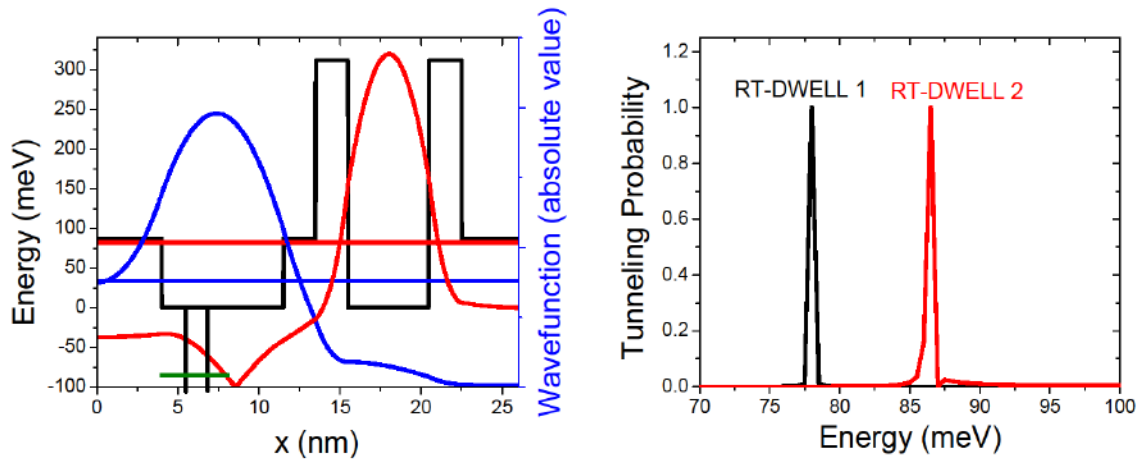 300
250
200
150
100
50
0
-50
-100
0 5 10 15 20 25
x (nm)
Energy (meV)
Wavefunction (absolute value)
1.2
1.0
0.8
0.6
0.4
0.2
0.0
RT-DWELL 1 RT-DWELL 2
70 75 80 85 90 95 100
Energy (meV)
Tunneling Probability